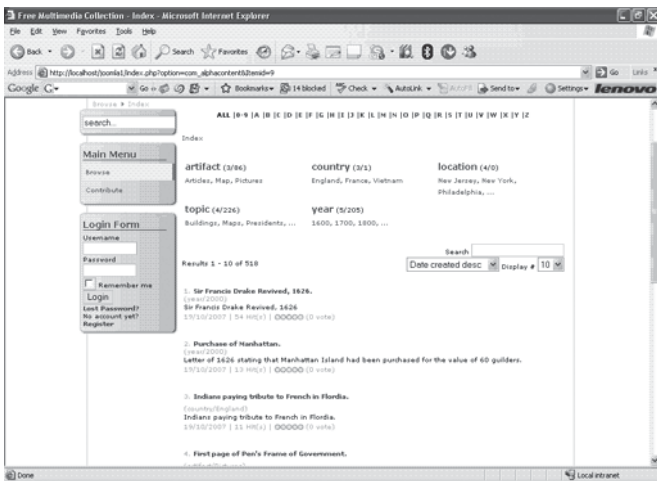 Free Multimedia Collection - Index - Microsoft Internet Explorer
File Edit View Favorites Tools Help
Back Search Favorites
Address http://localhost/joomla1/index.php?option=com_alphacontent&Itemid=9 Go Links
Google G Go Bookmarks 14 blocked Check AutoLink AutoFill Send to Settings lenovo
Browse Index
search...
ALL |0-9 |A |B |C |D |E |F |G |H |I |J |K |L |M |N |O |P |Q |R |S |T |U |V |W |X |Y |Z
Index
Main Menu
Browse
Contribute
artifact (3/86)
Articles, Map, Pictures
country (3/1)
England, France, Vietnam
location (4/0)
New Jersey, New York,
Philadelphia, ...
topic (4/226)
Buildings, Maps, Presidents, ...
year (5/205)
1600, 1700, 1800, ...
Login Form
Username
Password
Remember me
Login
Lost Password?
No account yet?
Register
Search
Results 1 - 10 of 518
Date created desc Display # 10
1. Sir Francis Drake Revived, 1626.
(year/2000)
Sir Francis Drake Revived, 1626
19/10/2007 | 54 Hit(s) | (0 vote)
2. Purchase of Manhattan.
(year/2000)
Letter of 1626 stating that Manhattan Island had been purchased for the value of 60 guilders.
19/10/2007 | 13 Hit(s) | (0 vote)
3. Indians paying tribute to French in Flordia.
(country/England)
Indians paying tribute to French in Flordia.
19/10/2007 | 11 Hit(s) | (0 vote)
4. First page of Pen's Frame of Government.
Done
Local intranet